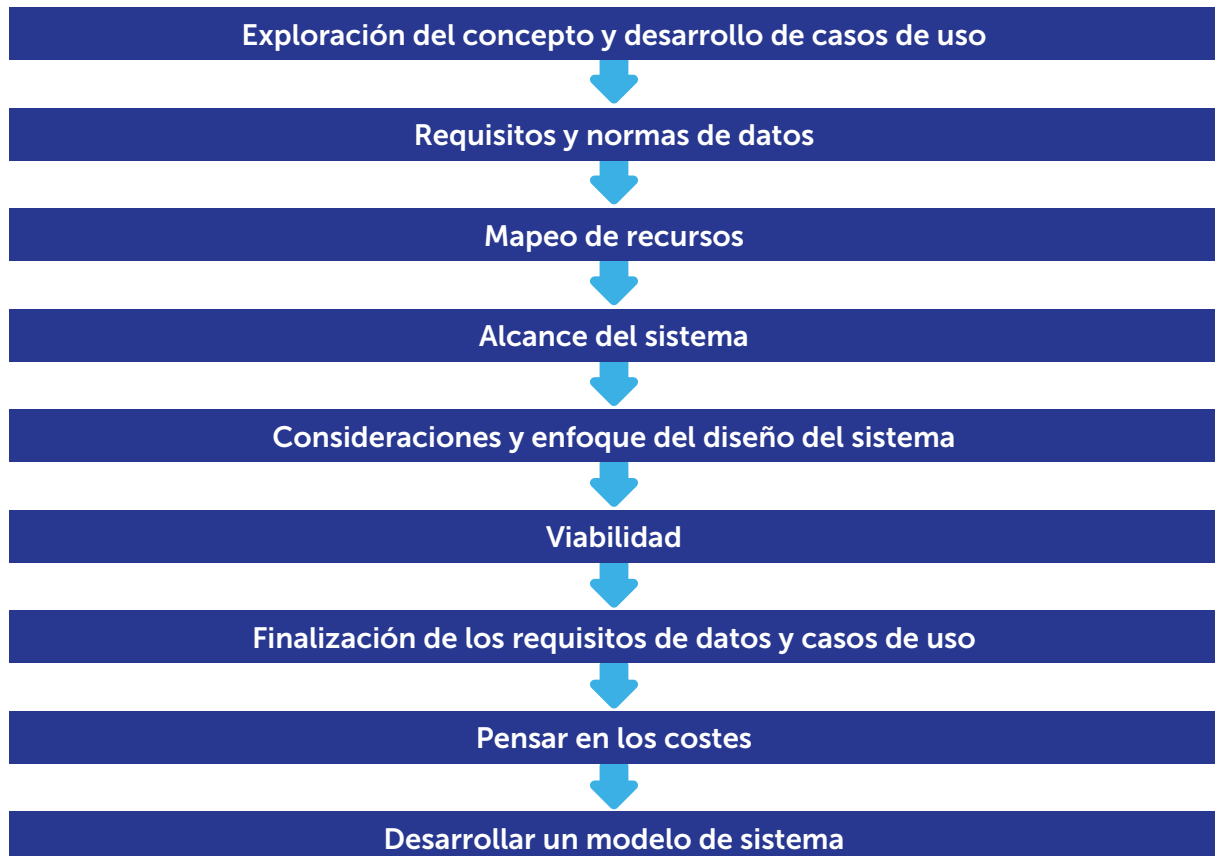 Exploración del concepto y desarrollo de casos de uso
Requisitos y normas de datos
Mapeo de recursos
Alcance del sistema
Consideraciones y enfoque del diseño del sistema
Viabilidad
Finalización de los requisitos de datos y casos de uso
Pensar en los costes
Desarrollar un modelo de sistema